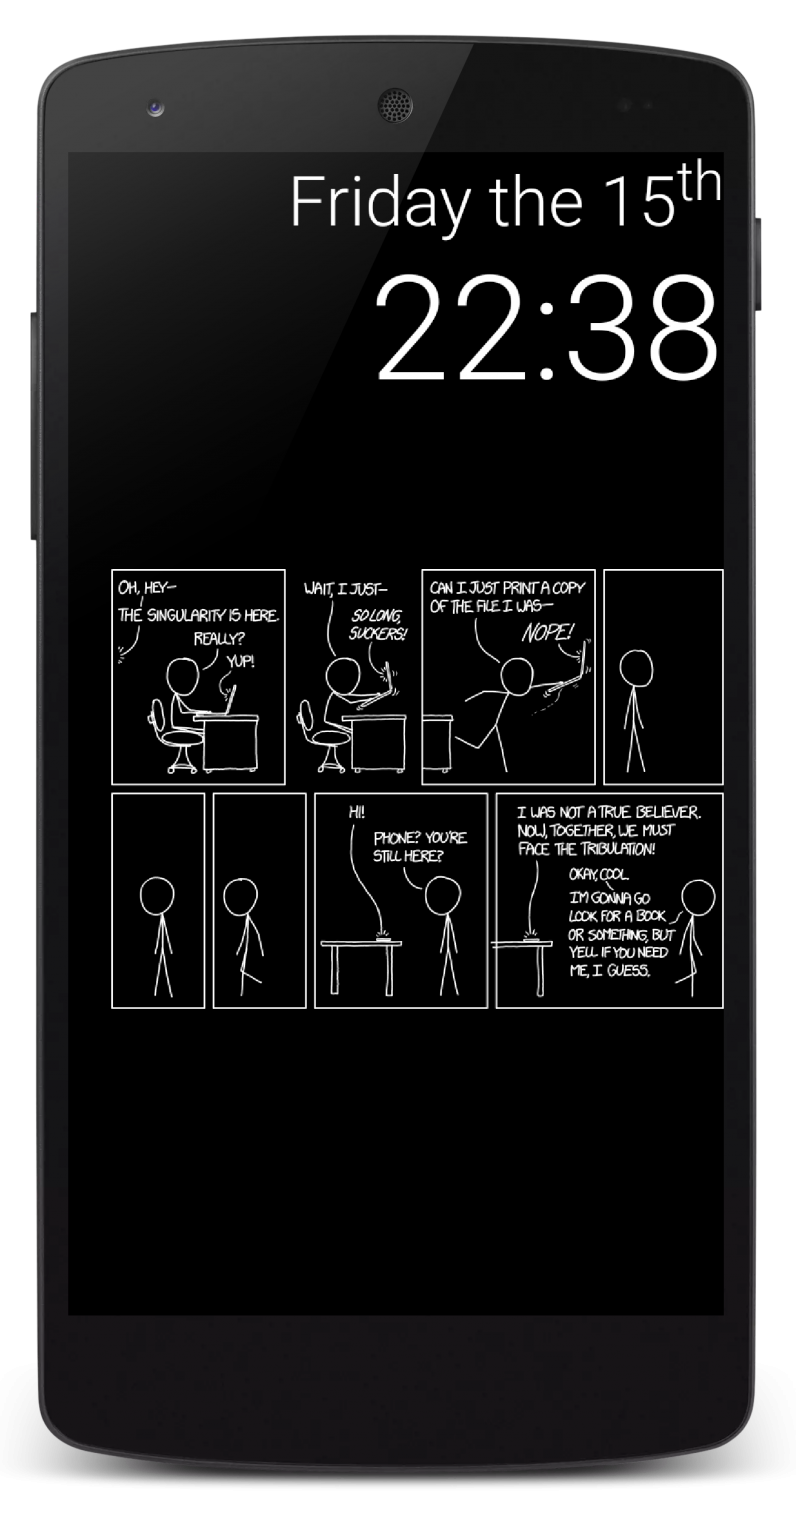 Friday the 15th
22:38
OH, HEY—
THE SINGULARITY IS HERE.
REALLY?
YUP!
WAIT, I JUST—
SO LONG,
SUCKERS!
CAN I JUST PRINT A COPY
OF THE FILE I WAS—
NOPE!
HI!
PHONE? YOU'RE
STILL HERE?
I WAS NOT A TRUE BELIEVER.
NOW, TOGETHER, WE MUST
FACE THE TRIBULATION!
OKAY, COOL.
I'M GONNA GO
LOOK FOR A BOOK
OR SOMETHING, BUT
YELL IF YOU NEED
ME, I GUESS.